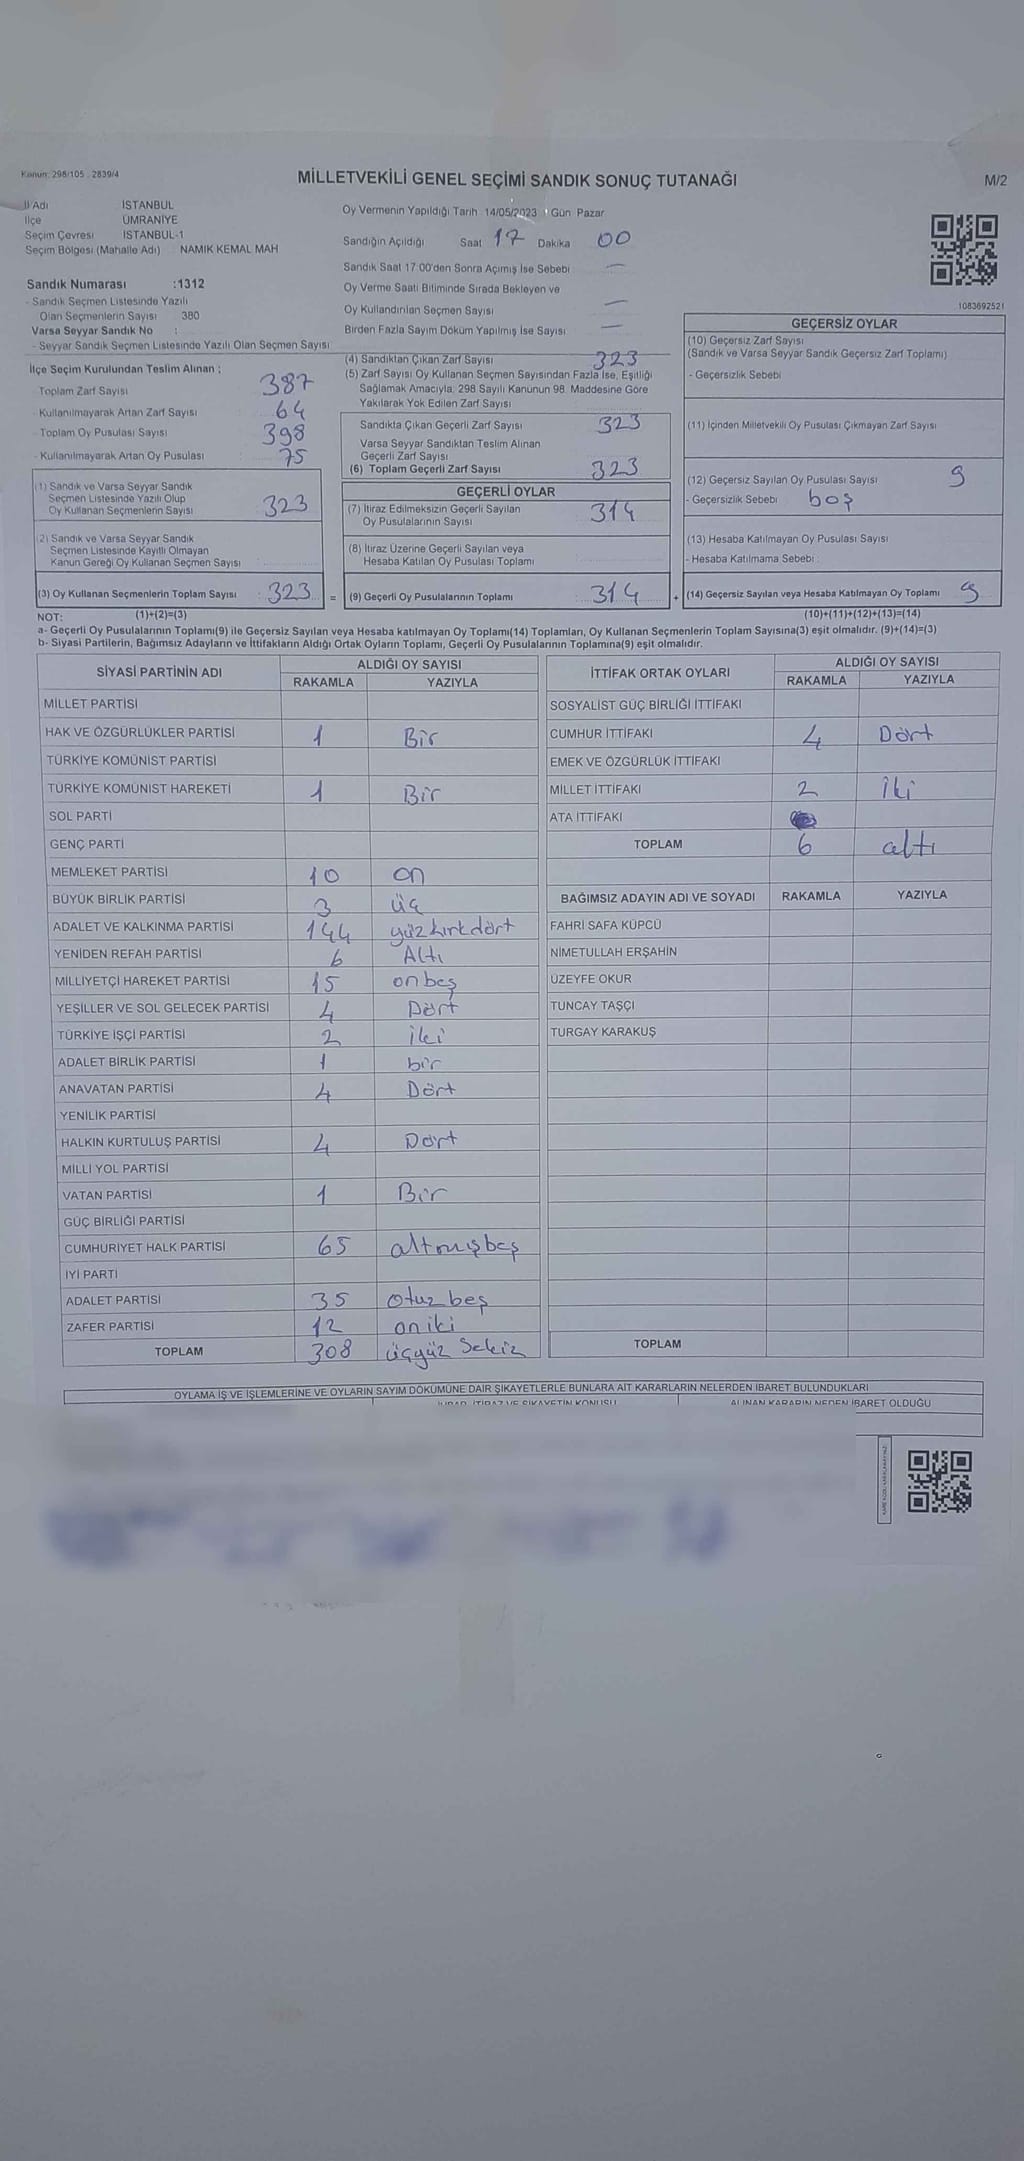 Kanun: 298/105 2839/4
MİLLETVEKİLİ GENEL SEÇİMİ SANDIK SONUÇ TUTANAĞI
M/2
İl Adı İSTANBUL
İlçe ÜMRANİYE
Seçim Çevresi İSTANBUL-1
Seçim Bölgesi (Mahalle Adı) NAMIK KEMAL MAH
Sandık Numarası :1312
- Sandık Seçmen Listesinde Yazılı
Olan Seçmenlerin Sayısı 380
Varsa Seyyar Sandık No :
- Seyyar Sandık Seçmen Listesinde Yazılı Olan Seçmen Sayısı
Oy Vermenin Yapıldığı Tarih 14/05/2023 Gün Pazar
Sandığın Açıldığı Saat 17 Dakika 00
Sandık Saat 17:00'den Sonra Açımış İse Sebebi —
Oy Verme Saati Bitiminde Sırada Bekleyen ve
Oy Kullandırılan Seçmen Sayısı —
Birden Fazla Sayım Döküm Yapılmış İse Sayısı —
1083692521
İlçe Seçim Kurulundan Teslim Alınan ;
- Toplam Zarf Sayısı 387
- Kullanılmayarak Artan Zarf Sayısı 64
- Toplam Oy Pusulası Sayısı 398
- Kullanılmayarak Artan Oy Pusulası 75
(1) Sandık ve Varsa Seyyar Sandık
Seçmen Listesinde Yazılı Olup
Oy Kullanan Seçmenlerin Sayısı 323
(2) Sandık ve Varsa Seyyar Sandık
Seçmen Listesinde Kayıtlı Olmayan
Kanun Gereği Oy Kullanan Seçmen Sayısı
(3) Oy Kullanan Seçmenlerin Toplam Sayısı : 323 =
(4) Sandıktan Çıkan Zarf Sayısı 323
(5) Zarf Sayısı Oy Kullanan Seçmen Sayısından Fazla İse, Eşitliği
Sağlamak Amacıyla, 298 Sayılı Kanunun 98. Maddesine Göre
Yakılarak Yok Edilen Zarf Sayısı
Sandıkta Çıkan Geçerli Zarf Sayısı 323
Varsa Seyyar Sandıktan Teslim Alınan
Geçerli Zarf Sayısı
(6) Toplam Geçerli Zarf Sayısı 323
GEÇERLİ OYLAR
(7) İtiraz Edilmeksizin Geçerli Sayılan
Oy Pusulalarının Sayısı 314
(8) İtiraz Üzerine Geçerli Sayılan veya
Hesaba Katılan Oy Pusulası Toplamı
(9) Geçerli Oy Pusulalarının Toplamı 314 +
GEÇERSİZ OYLAR
(10) Geçersiz Zarf Sayısı
(Sandık ve Varsa Seyyar Sandık Geçersiz Zarf Toplamı)
- Geçersizlik Sebebi
(11) İçinden Milletvekili Oy Pusulası Çıkmayan Zarf Sayısı
(12) Geçersiz Sayılan Oy Pusulası Sayısı 9
- Geçersizlik Sebebi boş
(13) Hesaba Katılmayan Oy Pusulası Sayısı
- Hesaba Katılmama Sebebi :
(14) Geçersiz Sayılan veya Hesaba Katılmayan Oy Toplamı 9
NOT: (1)+(2)=(3) (10)+(11)+(12)+(13)=(14)
a- Geçerli Oy Pusulalarının Toplamı(9) ile Geçersiz Sayılan veya Hesaba katılmayan Oy Toplamı(14) Toplamları, Oy Kullanan Seçmenlerin Toplam Sayısına(3) eşit olmalıdır. (9)+(14)=(3)
b- Siyasi Partilerin, Bağımsız Adayların ve İttifakların Aldığı Ortak Oyların Toplamı, Geçerli Oy Pusulalarının Toplamına(9) eşit olmalıdır.
SİYASİ PARTİNİN ADI ALDIĞI OY SAYISI
RAKAMLA YAZIYLA
MİLLET PARTİSİ
HAK VE ÖZGÜRLÜKLER PARTİSİ 1 Bir
TÜRKİYE KOMÜNİST PARTİSİ
TÜRKİYE KOMÜNİST HAREKETİ 1 Bir
SOL PARTİ
GENÇ PARTİ
MEMLEKET PARTİSİ 10 on
BÜYÜK BİRLİK PARTİSİ 3 üç
ADALET VE KALKINMA PARTİSİ 144 yüzkırkdört
YENİDEN REFAH PARTİSİ 6 Altı
MİLLİYETÇİ HAREKET PARTİSİ 15 onbeş
YEŞİLLER VE SOL GELECEK PARTİSİ 4 Dört
TÜRKİYE İŞÇİ PARTİSİ 2 iki
ADALET BİRLİK PARTİSİ 1 bir
ANAVATAN PARTİSİ 4 Dört
YENİLİK PARTİSİ
HALKIN KURTULUŞ PARTİSİ 4 Dört
MİLLİ YOL PARTİSİ
VATAN PARTİSİ 1 Bir
GÜÇ BİRLİĞİ PARTİSİ
CUMHURİYET HALK PARTİSİ 65 altmışbeş
İYİ PARTİ
ADALET PARTİSİ 35 otuzbeş
ZAFER PARTİSİ 12 oniki
TOPLAM 308 üçyüz Sekiz
İTTİFAK ORTAK OYLARI ALDIĞI OY SAYISI
RAKAMLA YAZIYLA
SOSYALİST GÜÇ BİRLİĞİ İTTİFAKI
CUMHUR İTTİFAKI 4 Dört
EMEK VE ÖZGÜRLÜK İTTİFAKI
MİLLET İTTİFAKI 2 İki
ATA İTTİFAKI
TOPLAM 6 altı
BAĞIMSIZ ADAYIN ADI VE SOYADI RAKAMLA YAZIYLA
FAHRİ SAFA KÜPCÜ
NİMETULLAH ERŞAHİN
ÜZEYFE OKUR
TUNCAY TAŞÇI
TURGAY KARAKUŞ
TOPLAM
OYLAMA İŞ VE İŞLEMLERİNE VE OYLARIN SAYIM DÖKÜMÜNE DAİR ŞİKAYETLERLE BUNLARA AİT KARARLARIN NELERDEN İBARET BULUNDUKLARI
İTİRAZ VE ŞİKAYETİN KONUSU ALINAN KARARIN NEDEN İBARET OLDUĞU